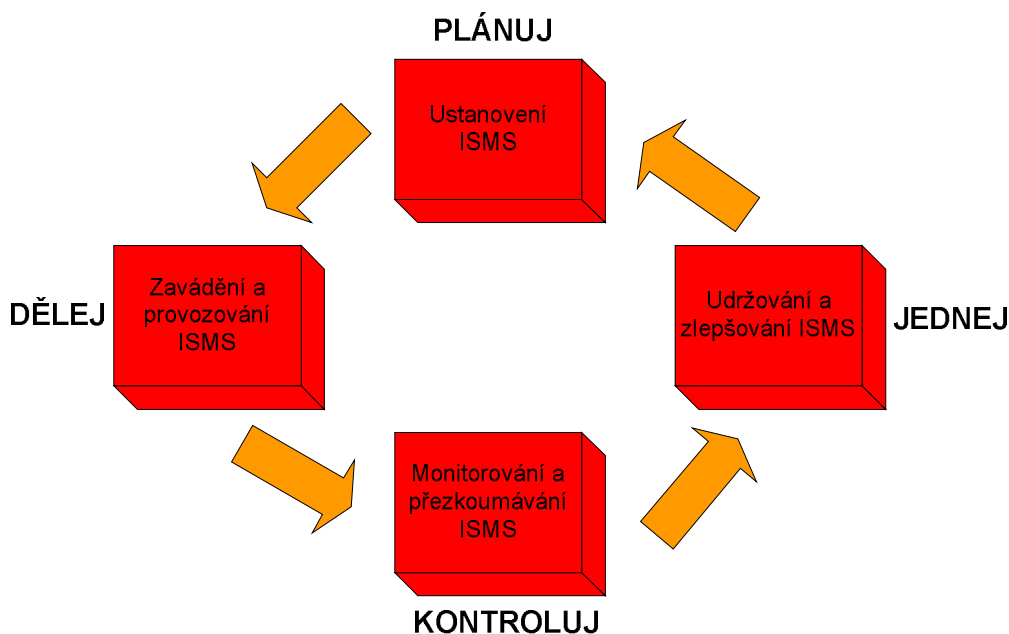 PLÁNUJ
Ustanovení
ISMS
DĚLEJ
Zavádění a
provozování
ISMS
Udržování a
zlepšování ISMS
JEDNEJ
Monitorování a
přezkoumávání
ISMS
KONTROLUJ